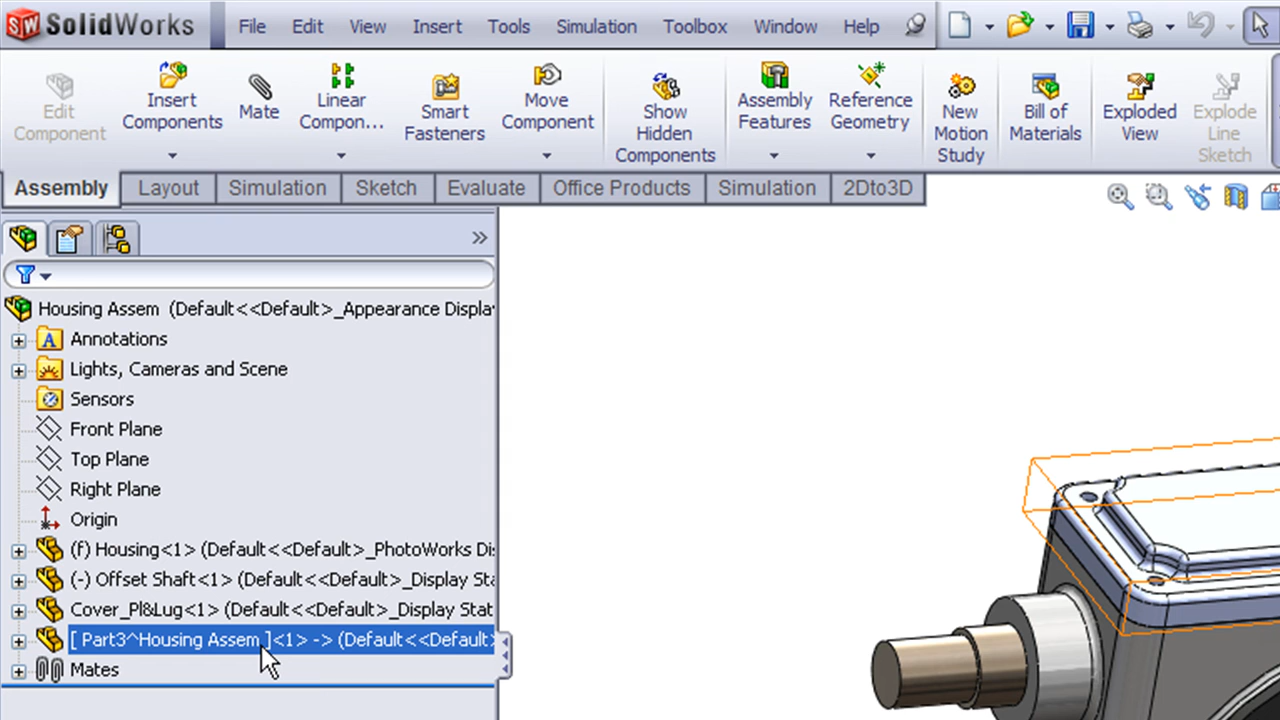 SolidWorks File Edit View Insert Tools Simulation Toolbox Window Help
Edit Component
Insert Components
Mate
Linear Compon...
Smart Fasteners
Move Component
Show Hidden Components
Assembly Features
Reference Geometry
New Motion Study
Bill of Materials
Exploded View
Explode Line Sketch
Assembly Layout Simulation Sketch Evaluate Office Products Simulation 2Dto3D
Housing Assem (Default<<Default>_Appearance Displa
Annotations
Lights, Cameras and Scene
Sensors
Front Plane
Top Plane
Right Plane
Origin
(f) Housing<1> (Default<<Default>_PhotoWorks Di
(-) Offset Shaft<1> (Default<<Default>_Display Sta
Cover_Pl&Lug<1> (Default<<Default>_Display Stat
[ Part3^Housing Assem ]<1> -> (Default<<Default>
Mates